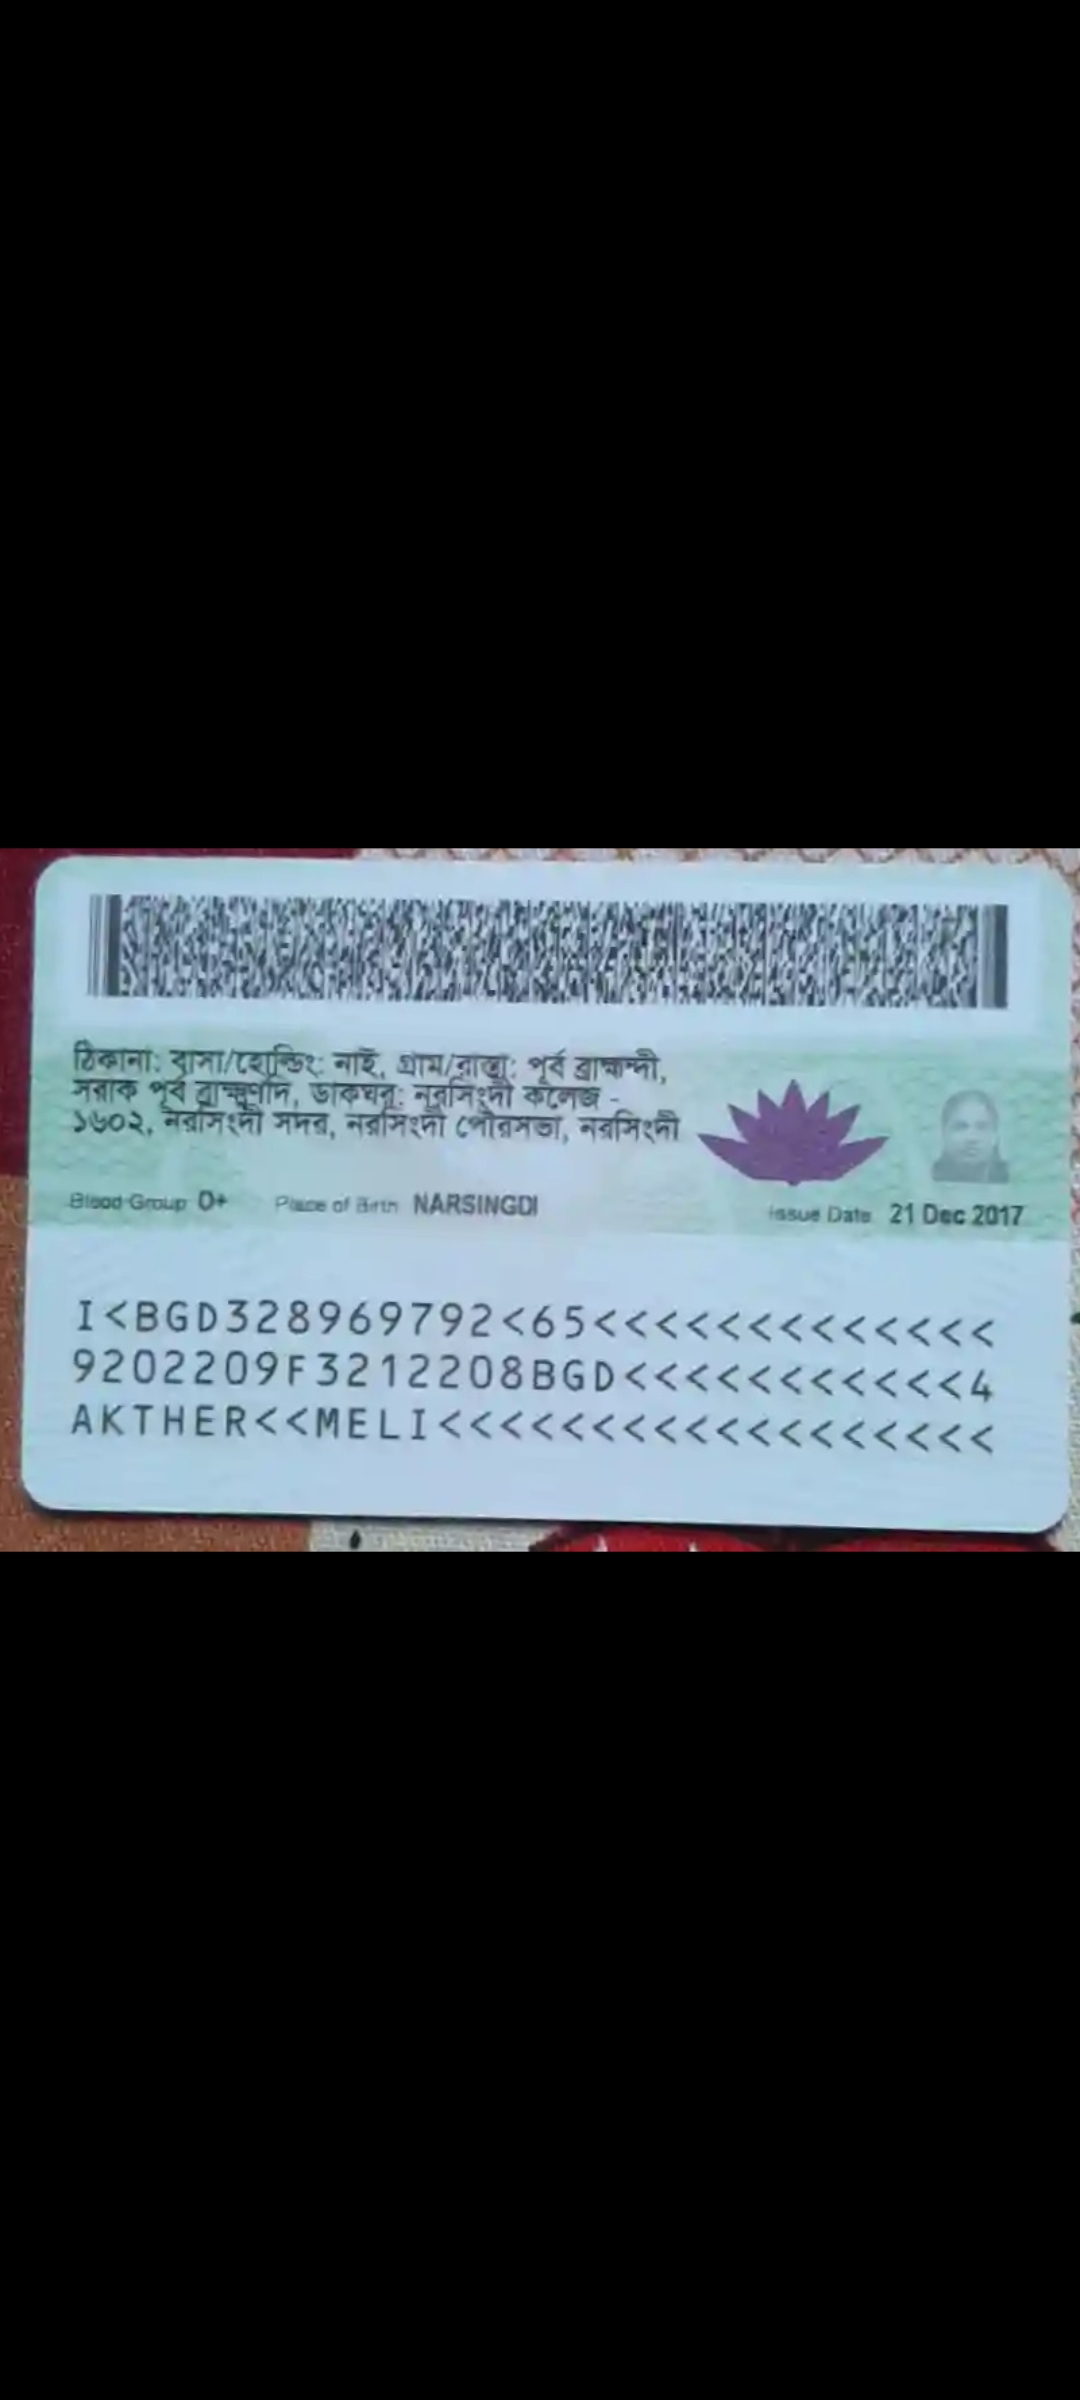 ঠিকানা: বাসা/হোল্ডিং: নাই, গ্রাম/রাস্তা: পূর্ব ব্রাহ্মন্দী,
সরাক পূর্ব ব্রাহ্মণদি, ডাকঘর: নরসিংদী কলেজ -
১৬০২, নরসিংদী সদর, নরসিংদী পৌরসভা, নরসিংদী
Blood Group O+ Place of Birth NARSINGDI Issue Date 21 Dec 2017
I<BGD328969792<65<<<<<<<<<<<<<
9202209F3212208BGD<<<<<<<<<<<4
AKTHER<<MELI<<<<<<<<<<<<<<<<<<